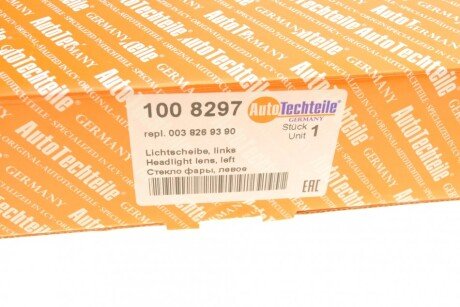 100 8297
AutoTechteile
GERMANY
repl. 003 826 93 90
Stück
Unit 1
Lichtscheibe, links
Headlight lens, left
Стекло фары, левое
EAC